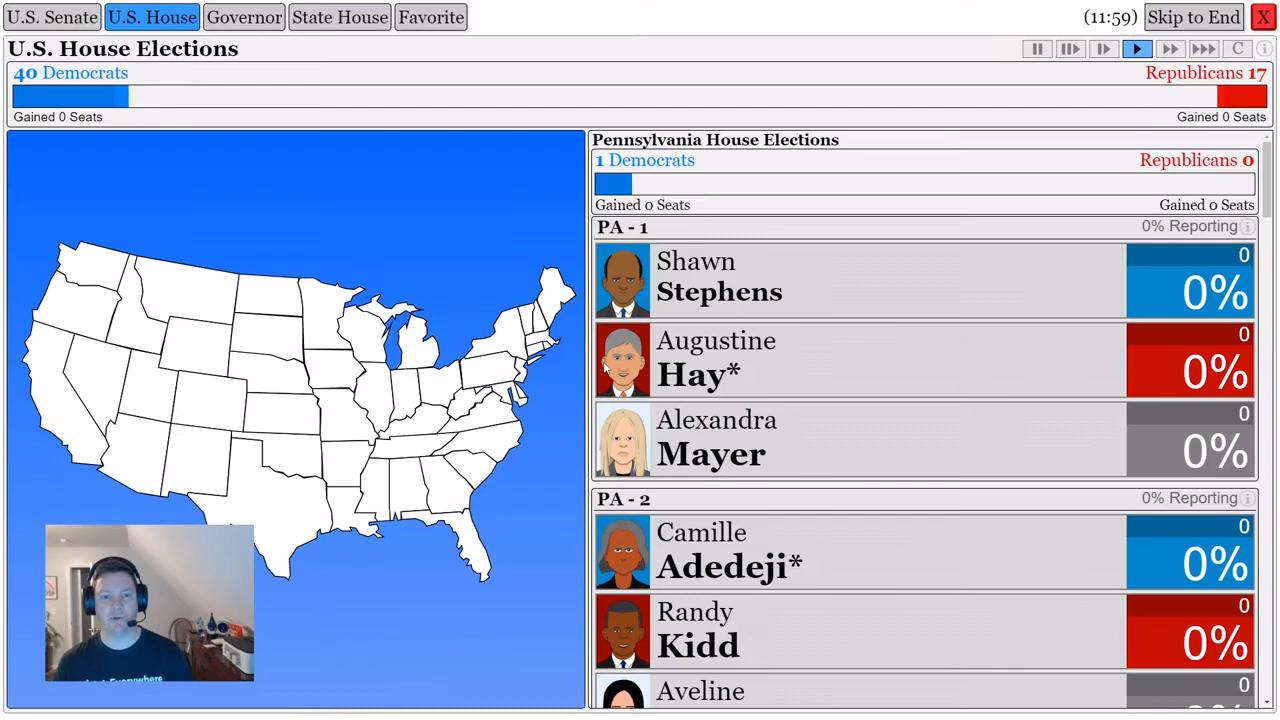 U.S. Senate U.S. House Governor State House Favorite (11:59) Skip to End X
U.S. House Elections C i
40 Democrats Republicans 17
Gained 0 Seats Gained 0 Seats
Pennsylvania House Elections
1 Democrats Republicans 0
Gained 0 Seats Gained 0 Seats
PA - 1 0% Reporting i
Shawn 0
Stephens 0%
Augustine 0
Hay* 0%
Alexandra 0
Mayer 0%
PA - 2 0% Reporting i
Camille 0
Adedeji* 0%
Randy 0
Kidd 0%
Aveline 0
Everywhere